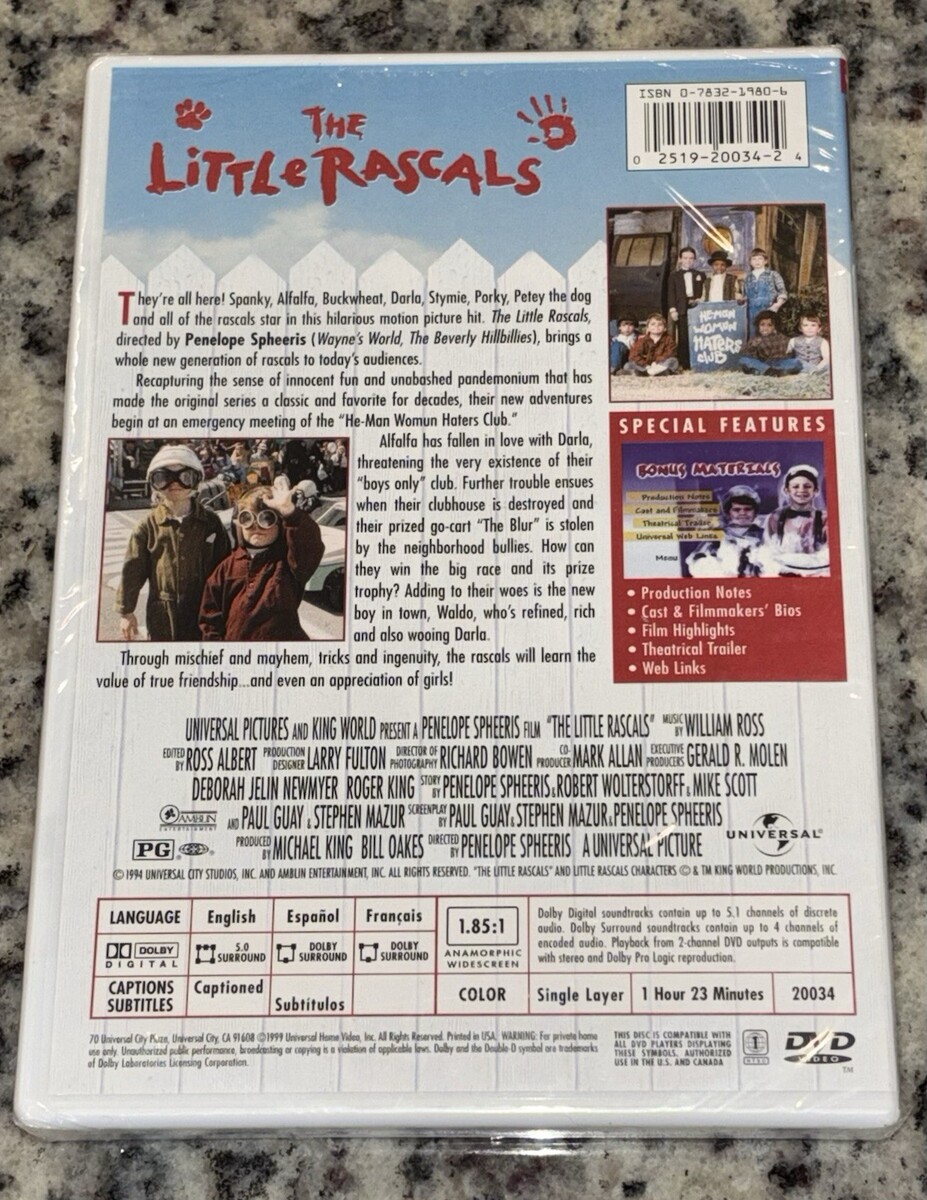 THE
LITTLE RASCALS
ISBN 0-7832-1980-6
0 2519-20034-2 4
They're all here! Spanky, Alfalfa, Buckwheat, Darla, Stymie, Porky, Petey the dog
and all of the rascals star in this hilarious motion picture hit. The Little Rascals,
directed by Penelope Spheeris (Wayne's World, The Beverly Hillbillies), brings a
whole new generation of rascals to today's audiences.
Recapturing the sense of innocent fun and unabashed pandemonium that has
made the original series a classic and favorite for decades, their new adventures
begin at an emergency meeting of the "He-Man Womun Haters Club."
Alfalfa has fallen in love with Darla,
threatening the very existence of their
"boys only" club. Further trouble ensues
when their clubhouse is destroyed and
their prized go-cart "The Blur" is stolen
by the neighborhood bullies. How can
they win the big race and its prize
trophy? Adding to their woes is the new
boy in town, Waldo, who's refined, rich
and also wooing Darla.
Through mischief and mayhem, tricks and ingenuity, the rascals will learn the
value of true friendship...and even an appreciation of girls!
HE-MAN
WOMUN
HATERS
CLUB
SPECIAL FEATURES
BONUS MATERIALS
Production Notes
Cast and Filmmakers
Theatrical Trailer
Universal Web Links
Menu
• Production Notes
• Cast & Filmmakers' Bios
• Film Highlights
• Theatrical Trailer
• Web Links
UNIVERSAL PICTURES AND KING WORLD PRESENT A PENELOPE SPHEERIS FILM "THE LITTLE RASCALS" MUSIC BY WILLIAM ROSS
EDITED BY ROSS ALBERT PRODUCTION DESIGNER LARRY FULTON DIRECTOR OF PHOTOGRAPHY RICHARD BOWEN CO-PRODUCER MARK ALLAN EXECUTIVE PRODUCERS GERALD R. MOLEN
DEBORAH JELIN NEWMYER ROGER KING STORY BY PENELOPE SPHEERIS & ROBERT WOLTERSTORFF & MIKE SCOTT
AMBLIN ENTERTAINMENT AND PAUL GUAY & STEPHEN MAZUR SCREENPLAY BY PAUL GUAY & STEPHEN MAZUR & PENELOPE SPHEERIS
PG PRODUCED BY MICHAEL KING BILL OAKES DIRECTED BY PENELOPE SPHEERIS A UNIVERSAL PICTURE
UNIVERSAL®
© 1994 UNIVERSAL CITY STUDIOS, INC. AND AMBLIN ENTERTAINMENT, INC. ALL RIGHTS RESERVED. "THE LITTLE RASCALS" AND LITTLE RASCALS CHARACTERS © & TM KING WORLD PRODUCTIONS, INC.
LANGUAGE English Español Français
DOLBY DIGITAL 5.0 SURROUND DOLBY SURROUND DOLBY SURROUND
CAPTIONS SUBTITLES Captioned Subtítulos
1.85:1
ANAMORPHIC
WIDESCREEN
Dolby Digital soundtracks contain up to 5.1 channels of discrete
audio. Dolby Surround soundtracks contain up to 4 channels of
encoded audio. Playback from 2-channel DVD outputs is compatible
with stereo and Dolby Pro Logic reproduction.
COLOR Single Layer 1 Hour 23 Minutes 20034
70 Universal City Plaza, Universal City, CA 91608 ©1999 Universal Home Video, Inc. All Rights Reserved. Printed in USA. WARNING: For private home
use only. Unauthorized public performance, broadcasting or copying is a violation of applicable laws. Dolby and the Double-D symbol are trademarks
of Dolby Laboratories Licensing Corporation.
THIS DISC IS COMPATIBLE WITH
ALL DVD PLAYERS DISPLAYING
THESE SYMBOLS. AUTHORIZED
USE IN THE U.S. AND CANADA
1
NTSC
DVD
VIDEO
TM